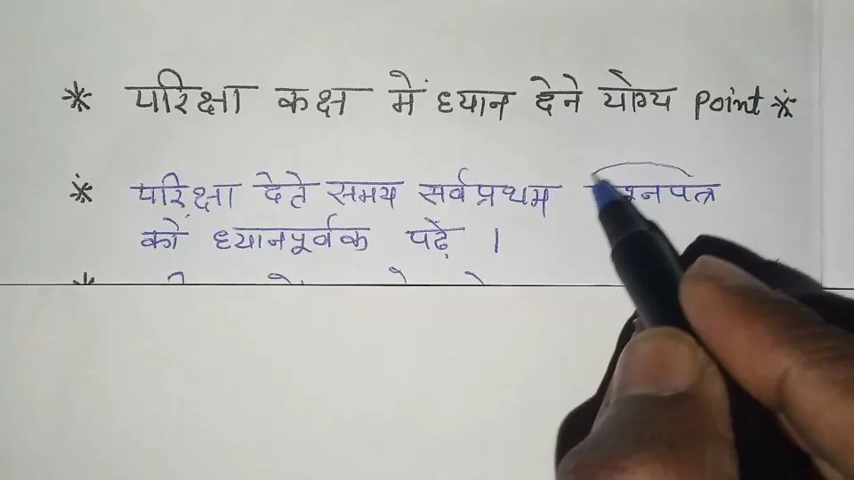 * परिक्षा कक्ष में ध्यान देने योग्य Point *
* परिक्षा देते समय सर्वप्रथम
को ध्यानपूर्वक पढ़ें ।